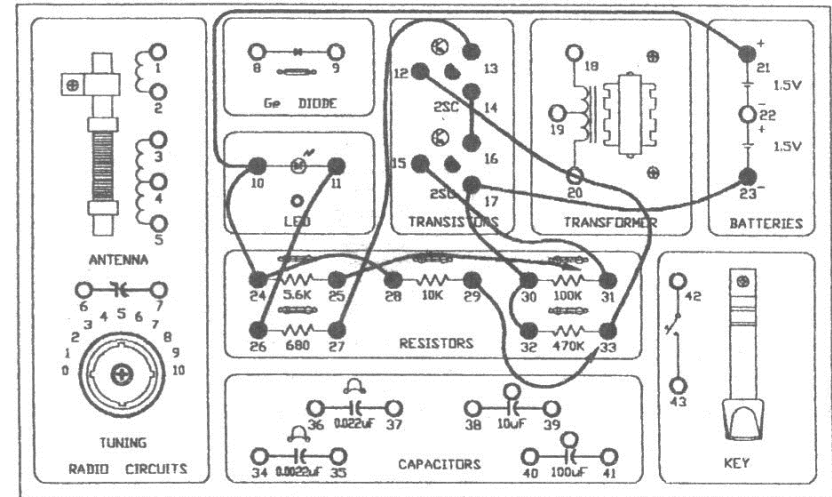 1
2
3
4
5
ANTENNA
6
7
0 1 2 3 4 5 6 7 8 9 10
TUNING
RADIO CIRCUITS
8
9
Ge DIODE
10
11
LED
12
13
2SC
14
15
16
2SC
17
TRANSISTORS
18
19
20
TRANSFORMER
+
21
1.5V
-
22
+
1.5V
23
-
BATTERIES
24
5.6K
25
28
10K
29
30
100K
31
26
680
27
32
470K
33
RESISTORS
36
0.022uF
37
38
10uF
39
34
0.0022uF
35
40
100uF
41
CAPACITORS
42
43
KEY